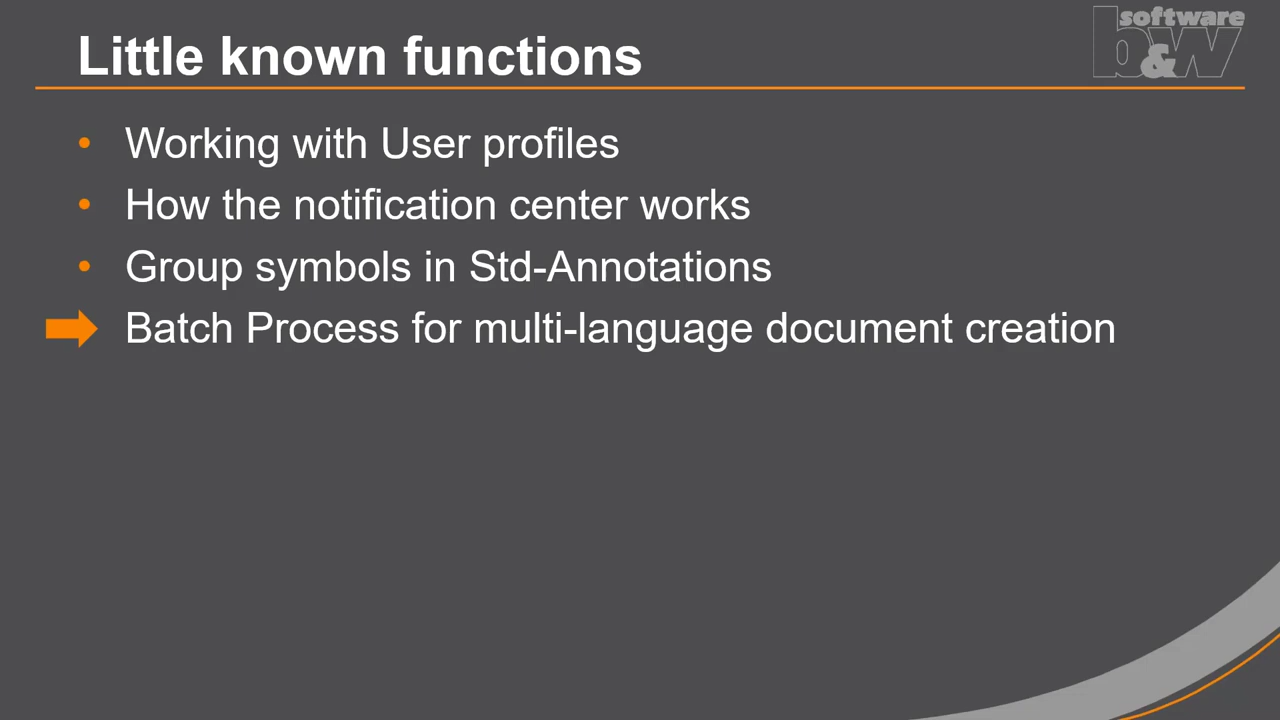 Little known functions
software
b&w
• Working with User profiles
• How the notification center works
• Group symbols in Std-Annotations
Batch Process for multi-language document creation